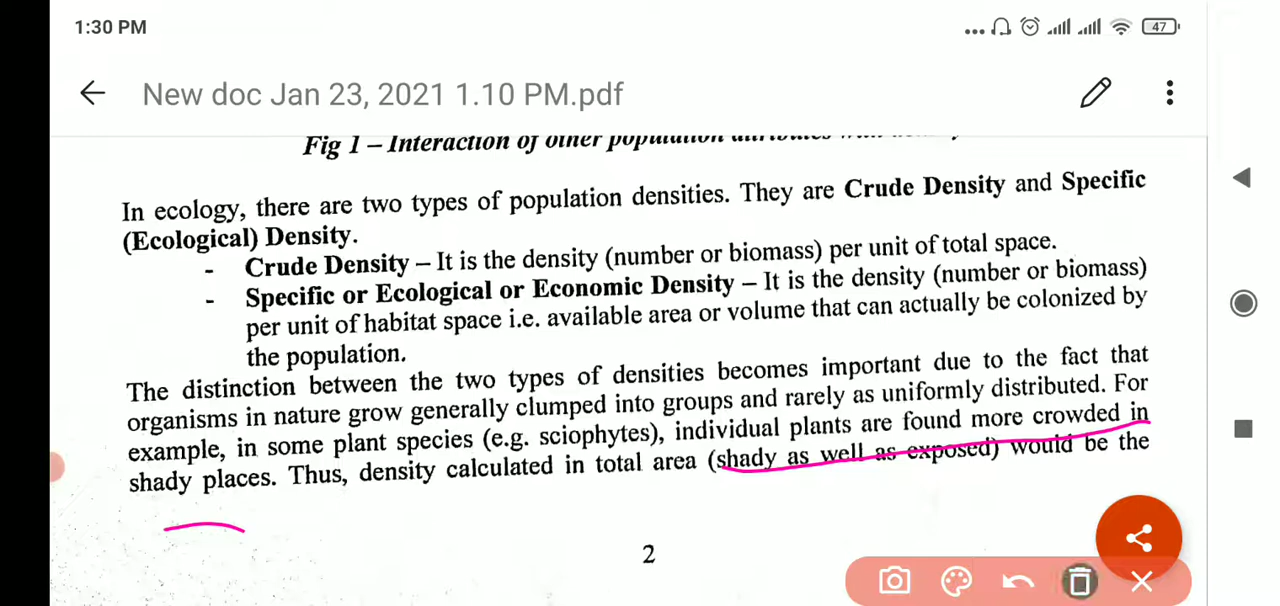 1:30 PM
47
New doc Jan 23, 2021 1.10 PM.pdf
Fig 1 – Interaction of other population attributes
In ecology, there are two types of population densities. They are Crude Density and Specific
(Ecological) Density.
- Crude Density – It is the density (number or biomass) per unit of total space.
- Specific or Ecological or Economic Density – It is the density (number or biomass)
per unit of habitat space i.e. available area or volume that can actually be colonized by
the population.
The distinction between the two types of densities becomes important due to the fact that
organisms in nature grow generally clumped into groups and rarely as uniformly distributed. For
example, in some plant species (e.g. sciophytes), individual plants are found more crowded in
shady places. Thus, density calculated in total area (shady as well as exposed) would be the
2